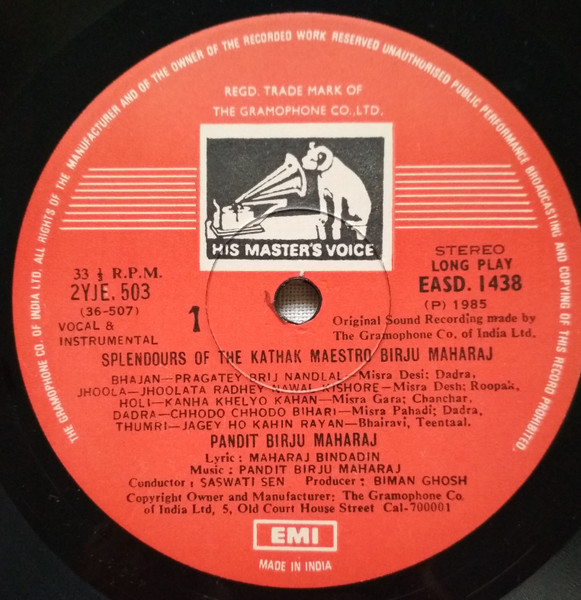 THE GRAMOPHONE CO. OF INDIA LTD. ALL RIGHTS OF THE MANUFACTURER AND OF THE OWNER OF THE RECORDED WORK RESERVED UNAUTHORISED PUBLIC PERFORMANCE BROADCASTING AND COPYING OF THIS RECORD PROHIBITED.
REGD. TRADE MARK OF
THE GRAMOPHONE CO., LTD.
HIS MASTER'S VOICE
33 ⅓ R.P.M.
2YJE. 503
(36-507)
VOCAL &
INSTRUMENTAL
1
STEREO
LONG PLAY
EASD. 1438
(P) 1985
Original Sound Recording made by
The Gramophone Co. of India Ltd.
SPLENDOURS OF THE KATHAK MAESTRO BIRJU MAHARAJ
BHAJAN—PRAGATEY BRIJ NANDLAL—Misra Desi; Dadra,
JHOOLA—JHOOLATA RADHEY NAWAL KISHORE—Misra Desh; Roopak,
HOLI—KANHA KHELYO KAHAN—Misra Gara; Chanchar,
DADRA—CHHODO CHHODO BIHARI—Misra Pahadi; Dadra,
THUMRI—JAGEY HO KAHIN RAYAN—Bhairavi, Teentaal.
PANDIT BIRJU MAHARAJ
Lyric : MAHARAJ BINDADIN
Music : PANDIT BIRJU MAHARAJ
Conductor : SASWATI SEN Producer : BIMAN GHOSH
Copyright Owner and Manufacturer: The Gramophone Co.
of India Ltd, 5, Old Court House Street Cal-700001
EMI
MADE IN INDIA